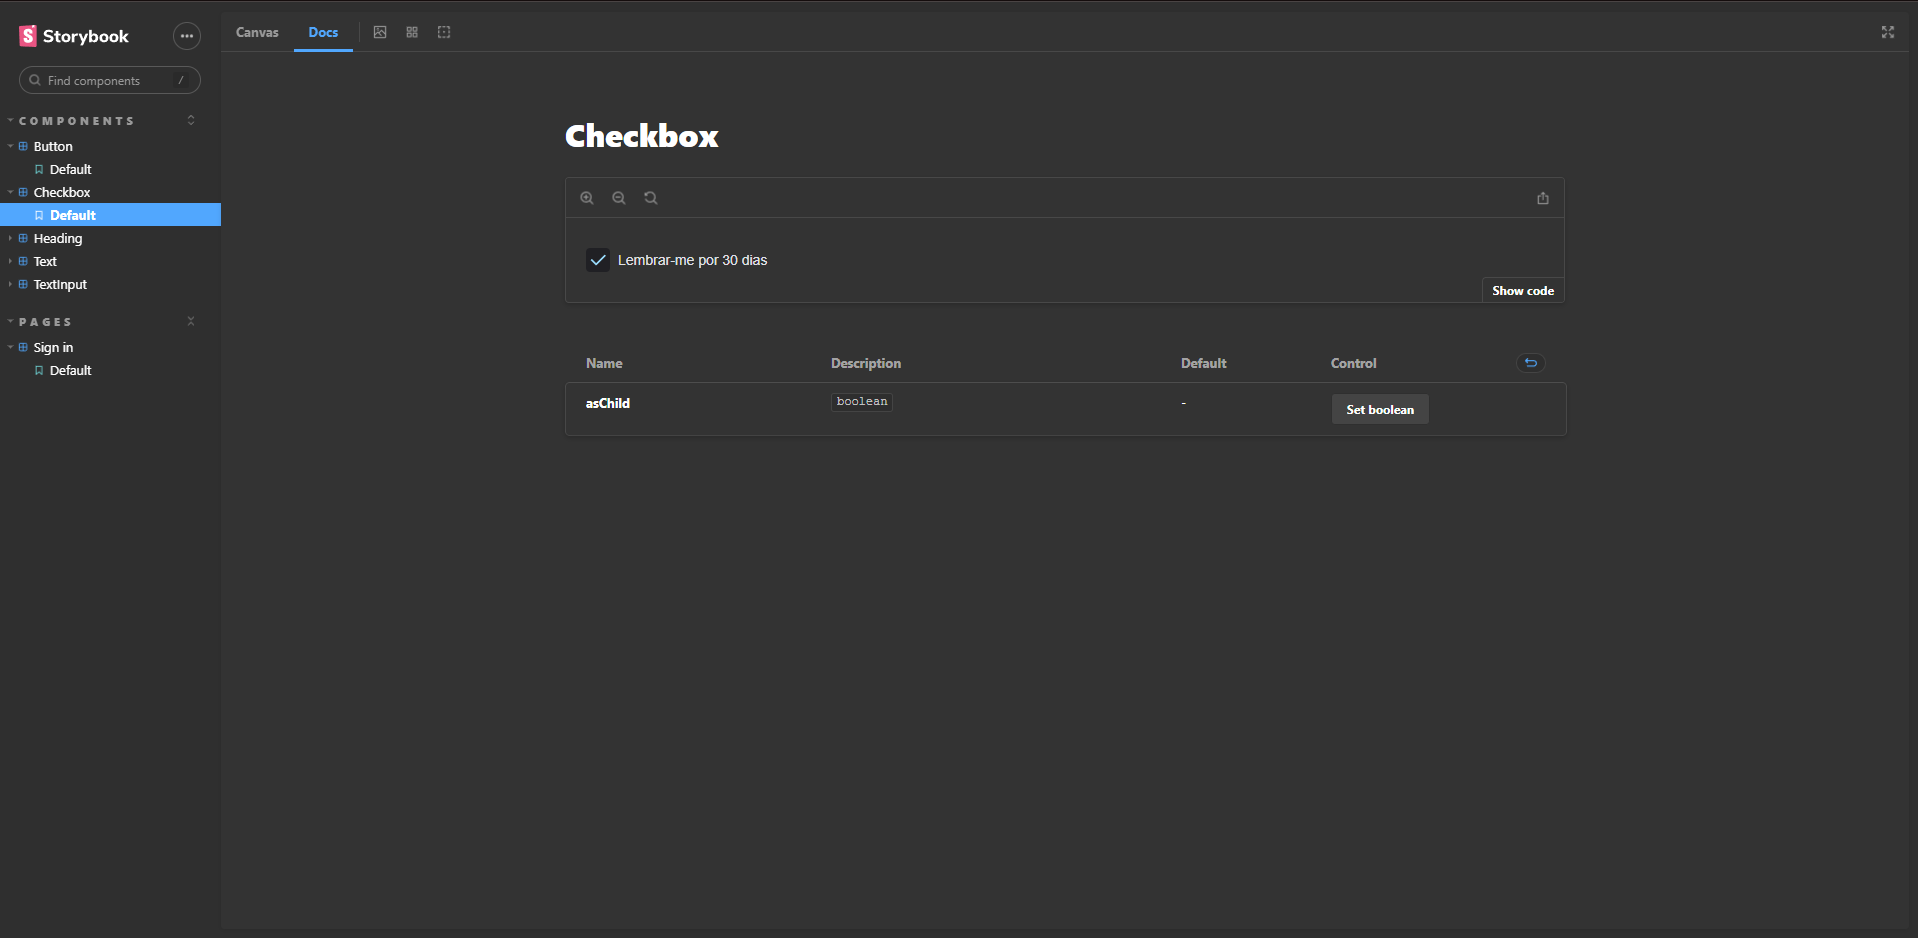 Storybook
Find components /
COMPONENTS
Button
Default
Checkbox
Default
Heading
Text
TextInput
PAGES
Sign in
Default
Canvas Docs
Checkbox
Lembrar-me por 30 dias
Show code
Name Description Default Control
asChild boolean - Set boolean